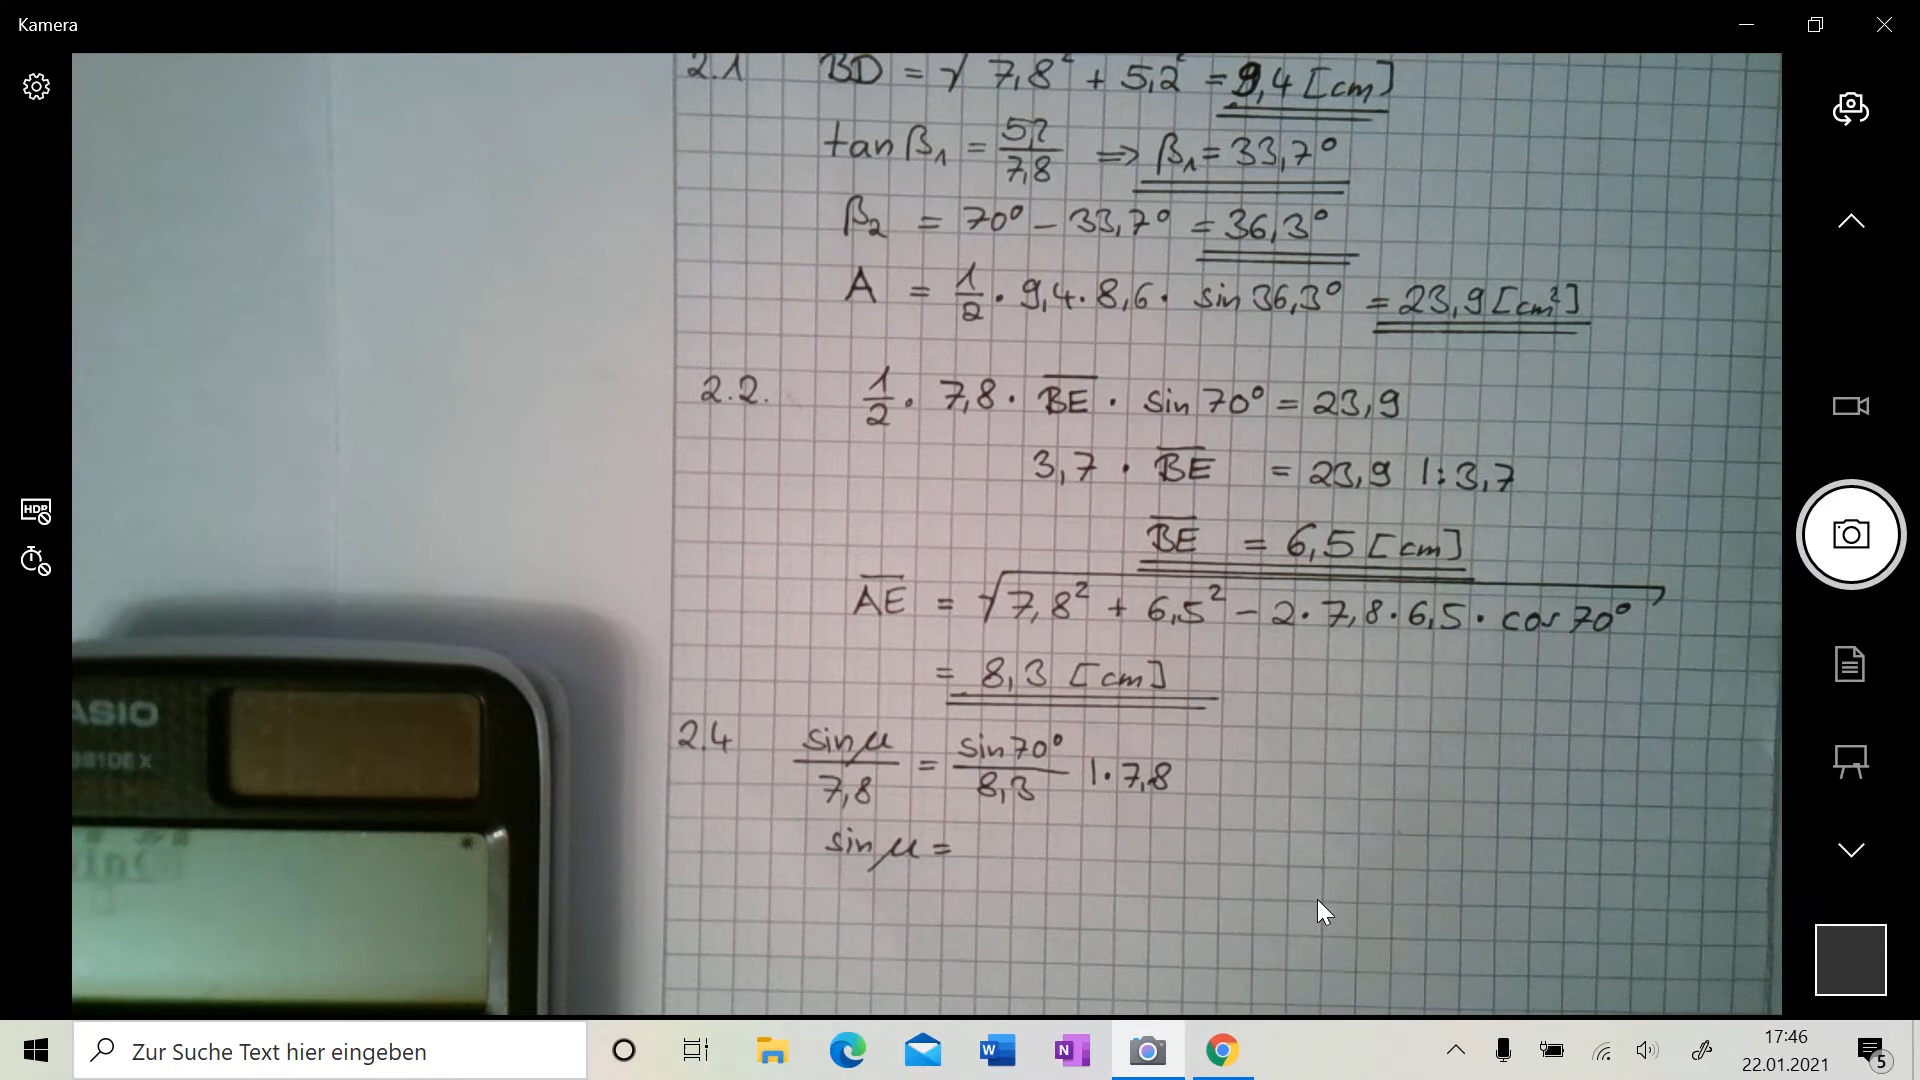 Kamera
2.1 BD = √ 7,8² + 5,2² = 9,4 [cm]
tan β₁ = 5,2/7,8 => β₁ = 33,7°
β₂ = 70° - 33,7° = 36,3°
A = 1/2 · 9,4 · 8,6 · sin 36,3° = 23,9 [cm²]
2.2. 1/2 · 7,8 · BE · sin 70° = 23,9
3,7 · BE = 23,9 |: 3,7
BE = 6,5 [cm]
AE = √7,8² + 6,5² - 2 · 7,8 · 6,5 · cos 70°
= 8,3 [cm]
2.4 sin μ/7,8 = sin 70°/8,3 | · 7,8
sin μ =
HDR
ASIO
Zur Suche Text hier eingeben
17:46
22.01.2021
5